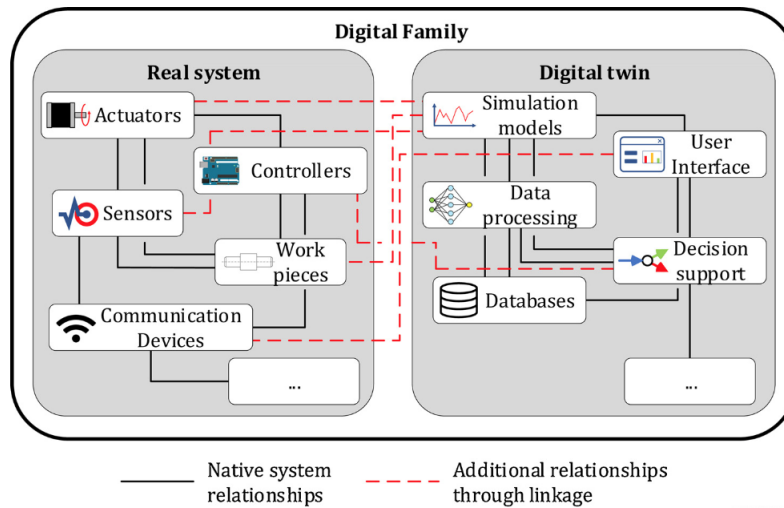 Digital Family
Real system
Actuators
Controllers
Sensors
Work
pieces
Communication
Devices
...
Digital twin
Simulation
models
User
Interface
Data
processing
Decision
support
Databases
...
Native system
relationships
Additional relationships
through linkage